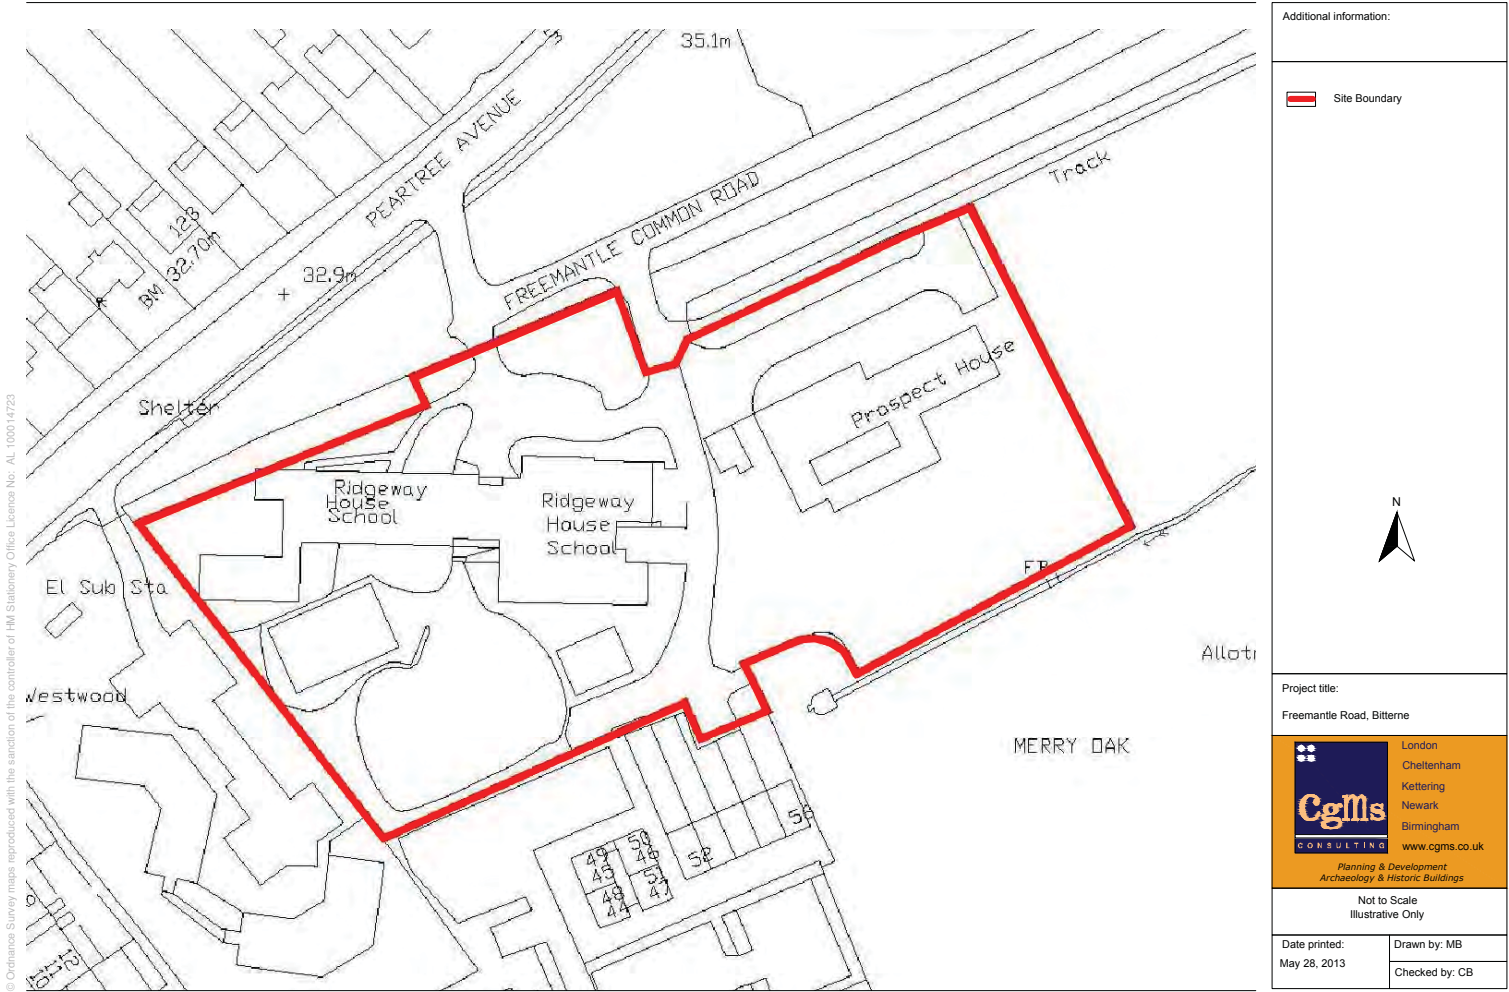 35.1m
PEARTREE AVENUE
FREEMANTLE COMMON ROAD
Track
123
BM 32.70m
32.9m
Shelter
Prospect House
Ridgeway
House
School
Ridgeway
House
School
El Sub Sta
Westwood
FB
Allot
MERRY OAK
56
52
50
49
46
45
51
48
47
44
12
11
10
© Ordnance Survey maps reproduced with the sanction of the controller of HM Stationery Office Licence No: AL 100014723
Additional information:
Site Boundary
N
Project title:
Freemantle Road, Bitterne
CgMs
CONSULTING
London
Cheltenham
Kettering
Newark
Birmingham
www.cgms.co.uk
Planning & Development
Archaeology & Historic Buildings
Not to Scale
Illustrative Only
Date printed:
May 28, 2013
Drawn by: MB
Checked by: CB